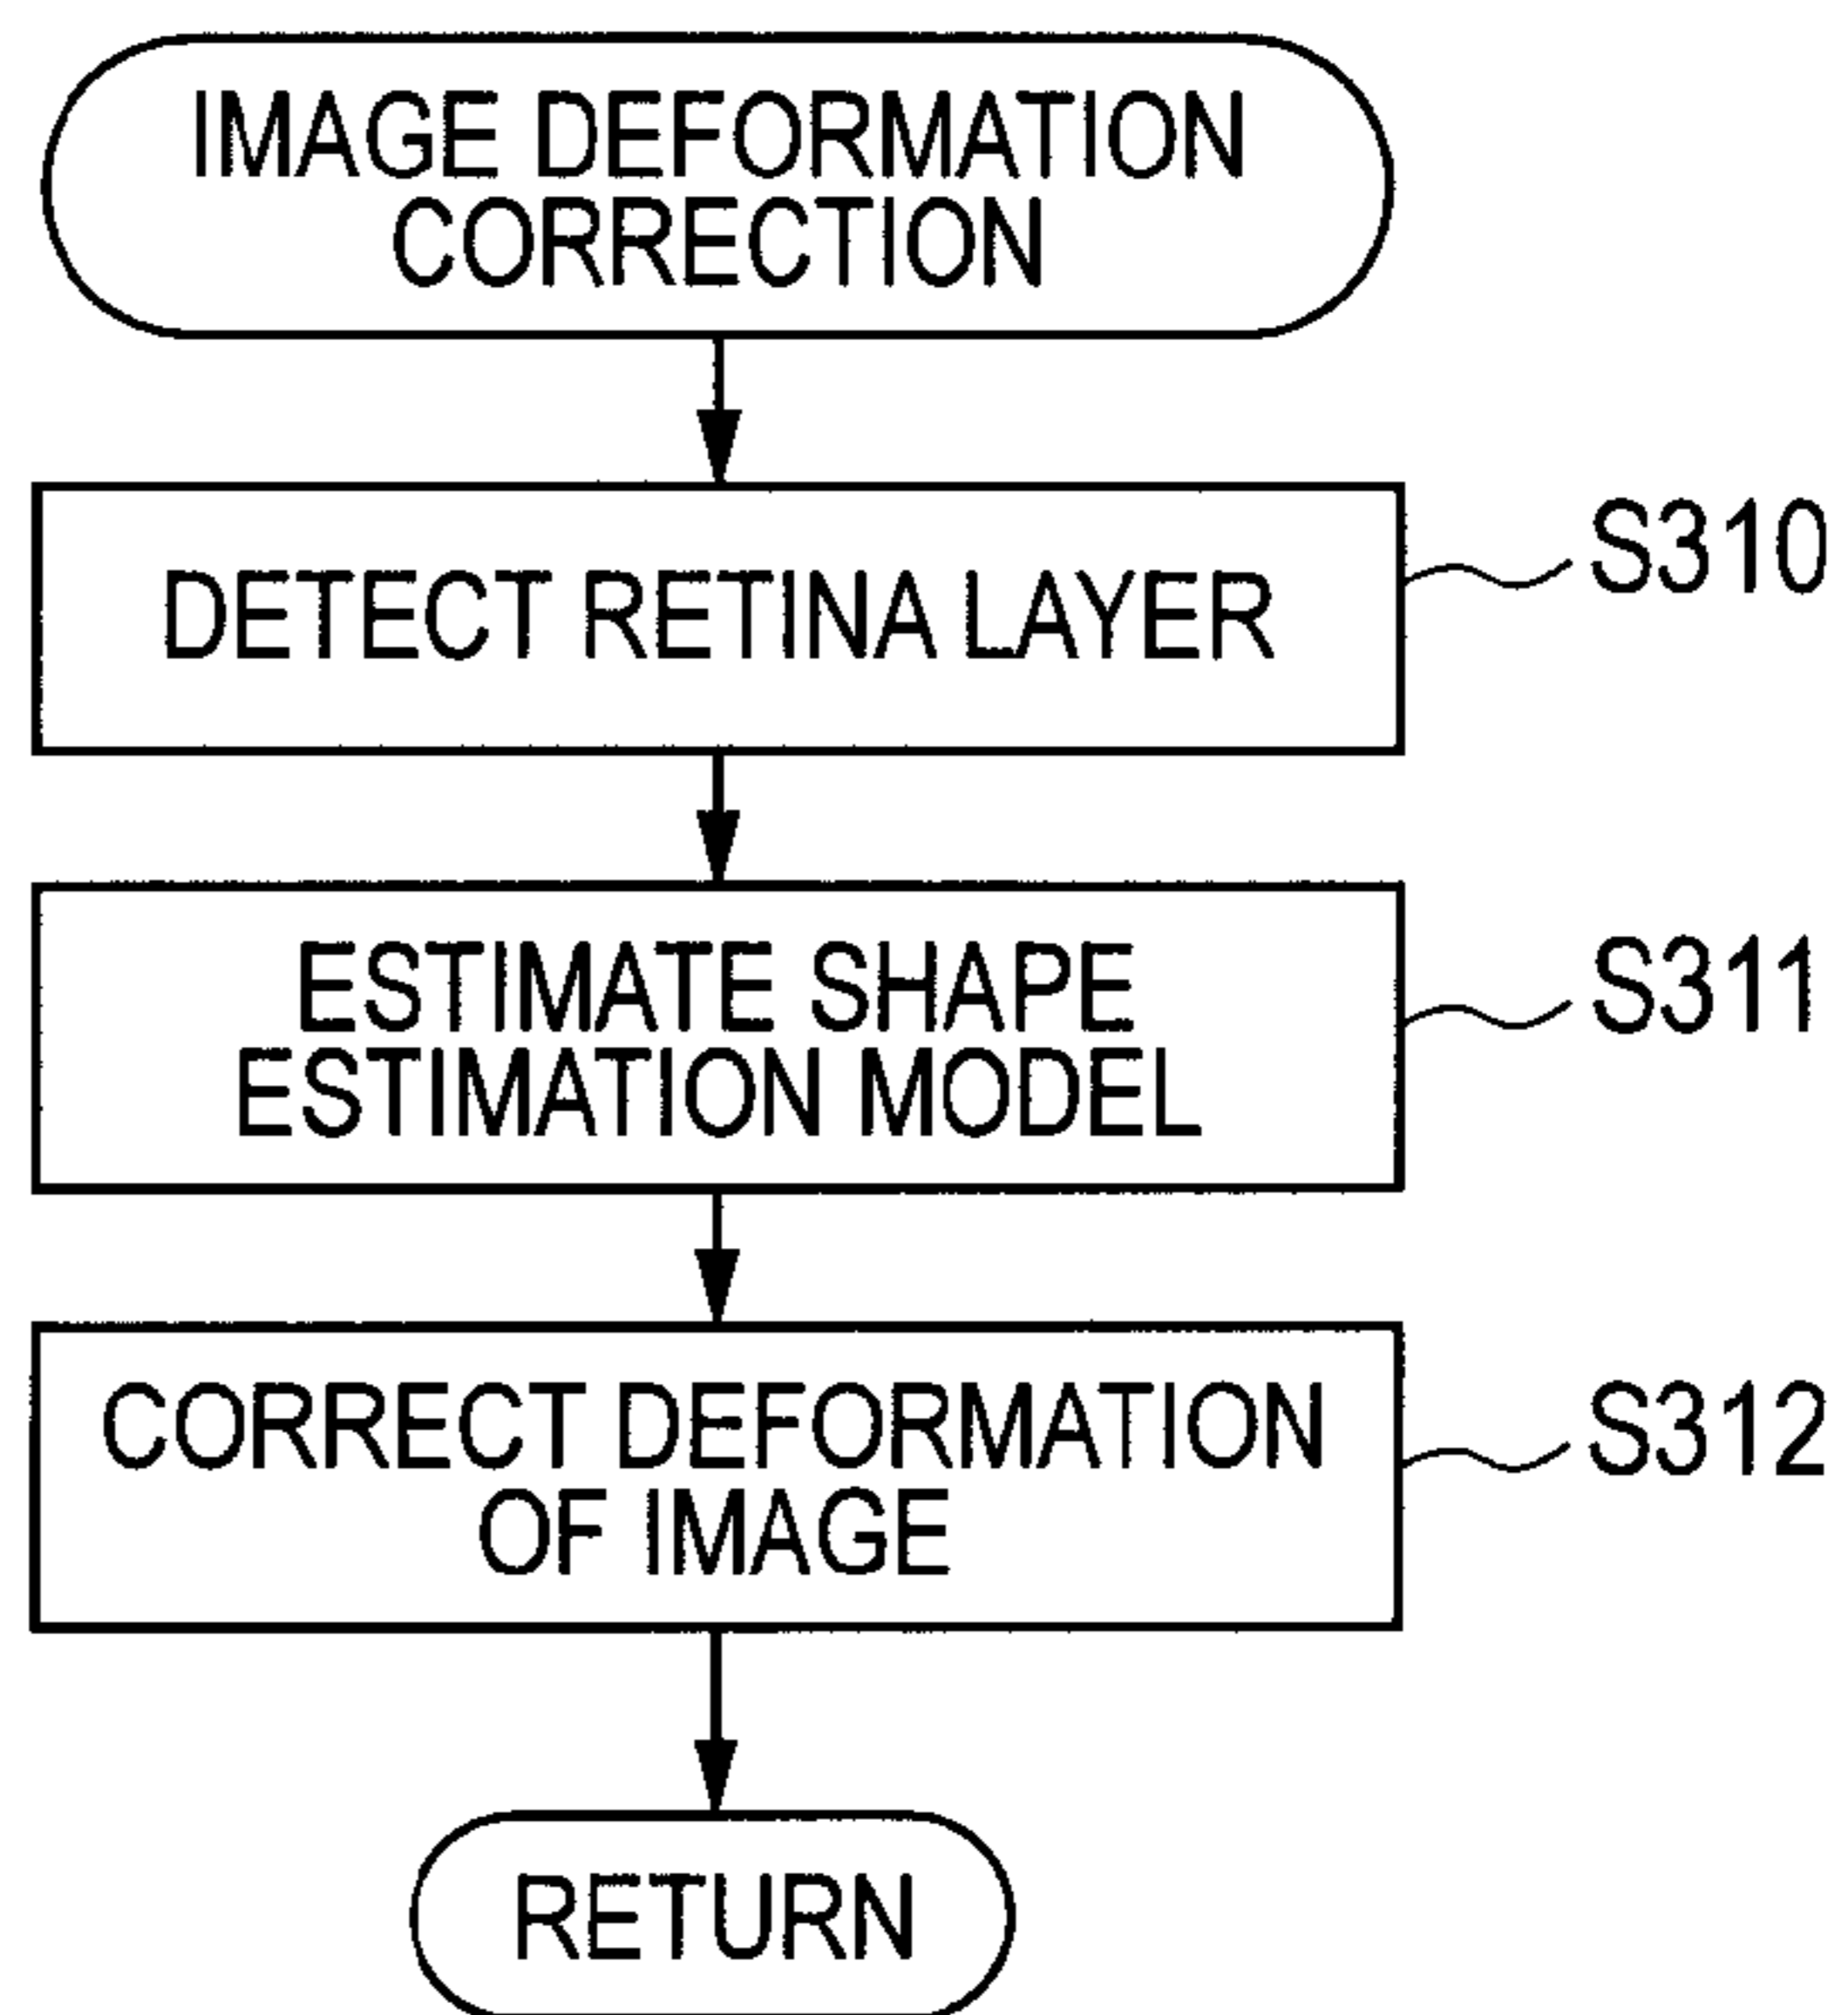 IMAGE DEFORMATION
CORRECTION
DETECT RETINA LAYER
S310
ESTIMATE SHAPE
ESTIMATION MODEL
S311
CORRECT DEFORMATION
OF IMAGE
S312
RETURN